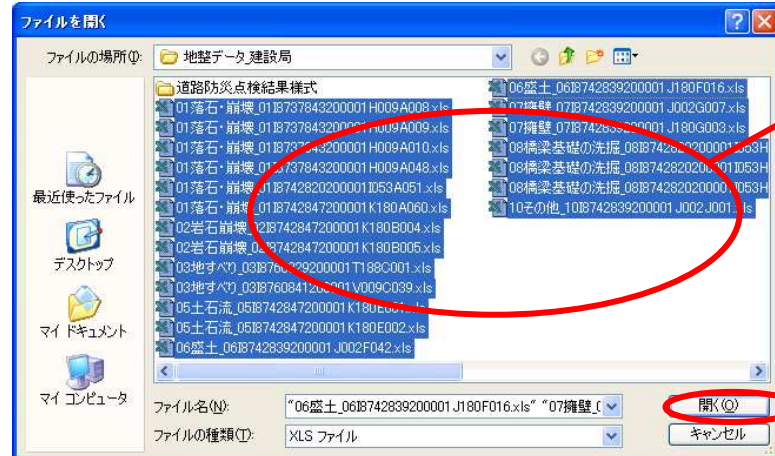 ファイルを開く
ファイルの場所(I):
地整データ_建設局
道路防災点検結果様式
01落石・崩壊_01I8737843200001H009A008.xls
01落石・崩壊_01I8737843200001H009A009.xls
01落石・崩壊_01I8737843200001H009A010.xls
01落石・崩壊_01I8737843200001H009A048.xls
01落石・崩壊_01I8742820200001ID53A051.xls
01落石・崩壊_01I8742847200001K180A060.xls
02岩石崩壊_02I8742847200001K180B004.xls
02岩石崩壊_02I8742847200001K180B005.xls
03地すべり_03I8760829200001T188C001.xls
03地すべり_03I8760841200001V009C039.xls
05土石流_05I8742847200001K180E001.xls
05土石流_05I8742847200001K180E002.xls
06盛土_06I8742839200001J002F042.xls
06盛土_06I8742839200001J180F016.xls
07擁壁_07I8742839200001J002G007.xls
07擁壁_07I8742839200001J180G003.xls
08橋梁基礎の洗掘_08I8742820200001ID53H
08橋梁基礎の洗掘_08I8742820200001ID53H
08橋梁基礎の洗掘_08I8742820200001ID53H
10その他_10I8742839200001J002J001.xls
最近使ったファイル
デスクトップ
マイ ドキュメント
マイ コンピュータ
ファイル名(N):
"06盛土_06I8742839200001J180F016.xls" "07擁壁_(
開く(O)
ファイルの種類(T):
XLS ファイル
キャンセル